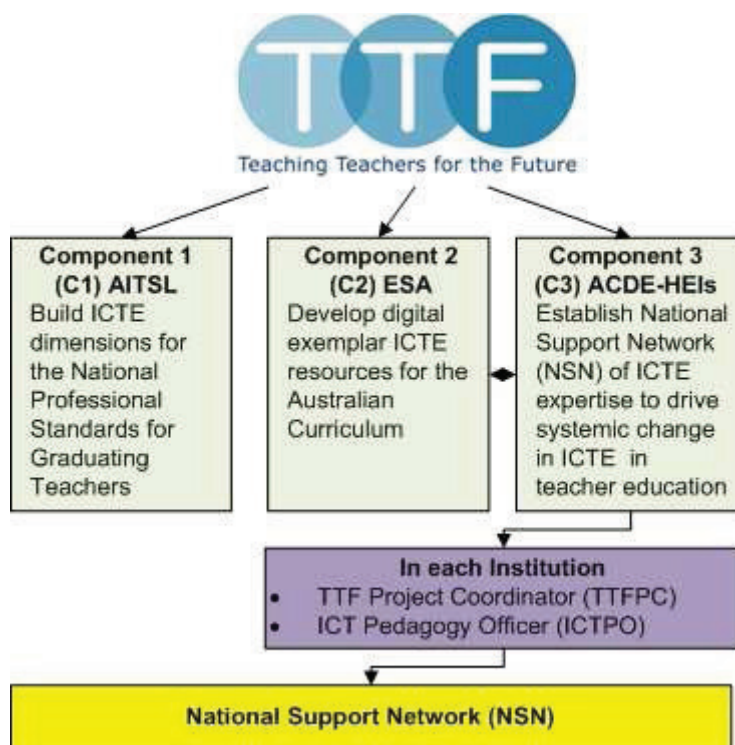 TTF
Teaching Teachers for the Future
Component 1
(C1) AITSL
Build ICTE
dimensions for
the National
Professional
Standards for
Graduating
Teachers
Component 2
(C2) ESA
Develop digital
exemplar ICTE
resources for the
Australian
Curriculum
Component 3
(C3) ACDE-HEIs
Establish National
Support Network
(NSN) of ICTE
expertise to drive
systemic change
in ICTE in
teacher education
In each Institution
• TTF Project Coordinator (TTFPC)
• ICT Pedagogy Officer (ICTPO)
National Support Network (NSN)